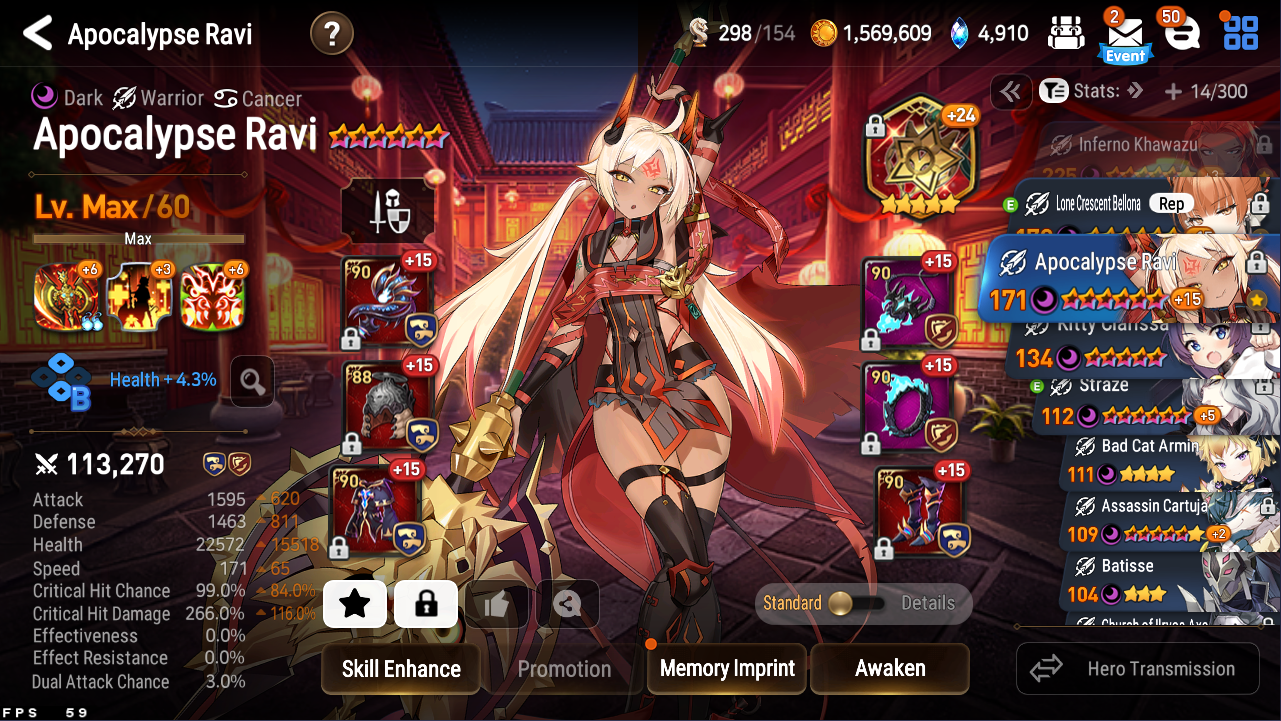 Apocalypse Ravi
?
298/154
1,569,609
4,910
2
Event
50
Dark
Warrior
Cancer
Apocalypse Ravi
Lv. Max/60
Max
+6
+3
+6
B
Health + 4.3%
113,270
Attack 1595 620
Defense 1463 811
Health 22572 15518
Speed 171 65
Critical Hit Chance 99.0% 84.0%
Critical Hit Damage 266.0% 116.0%
Effectiveness 0.0%
Effect Resistance 0.0%
Dual Attack Chance 3.0%
FPS 59
90 +15
88 +15
90 +15
+24
90 +15
90 +15
90 +15
Standard
Details
Skill Enhance
Promotion
Memory Imprint
Awaken
Stats:
+ 14/300
Inferno Khawazu
225
+3
E
Lone Crescent Bellona
Rep
Apocalypse Ravi
171
+15
Kitty Clarissa
134
E
Straze
112
+5
Bad Cat Armin
111
Assassin Cartuja
109
+2
Batisse
104
Hero Transmission